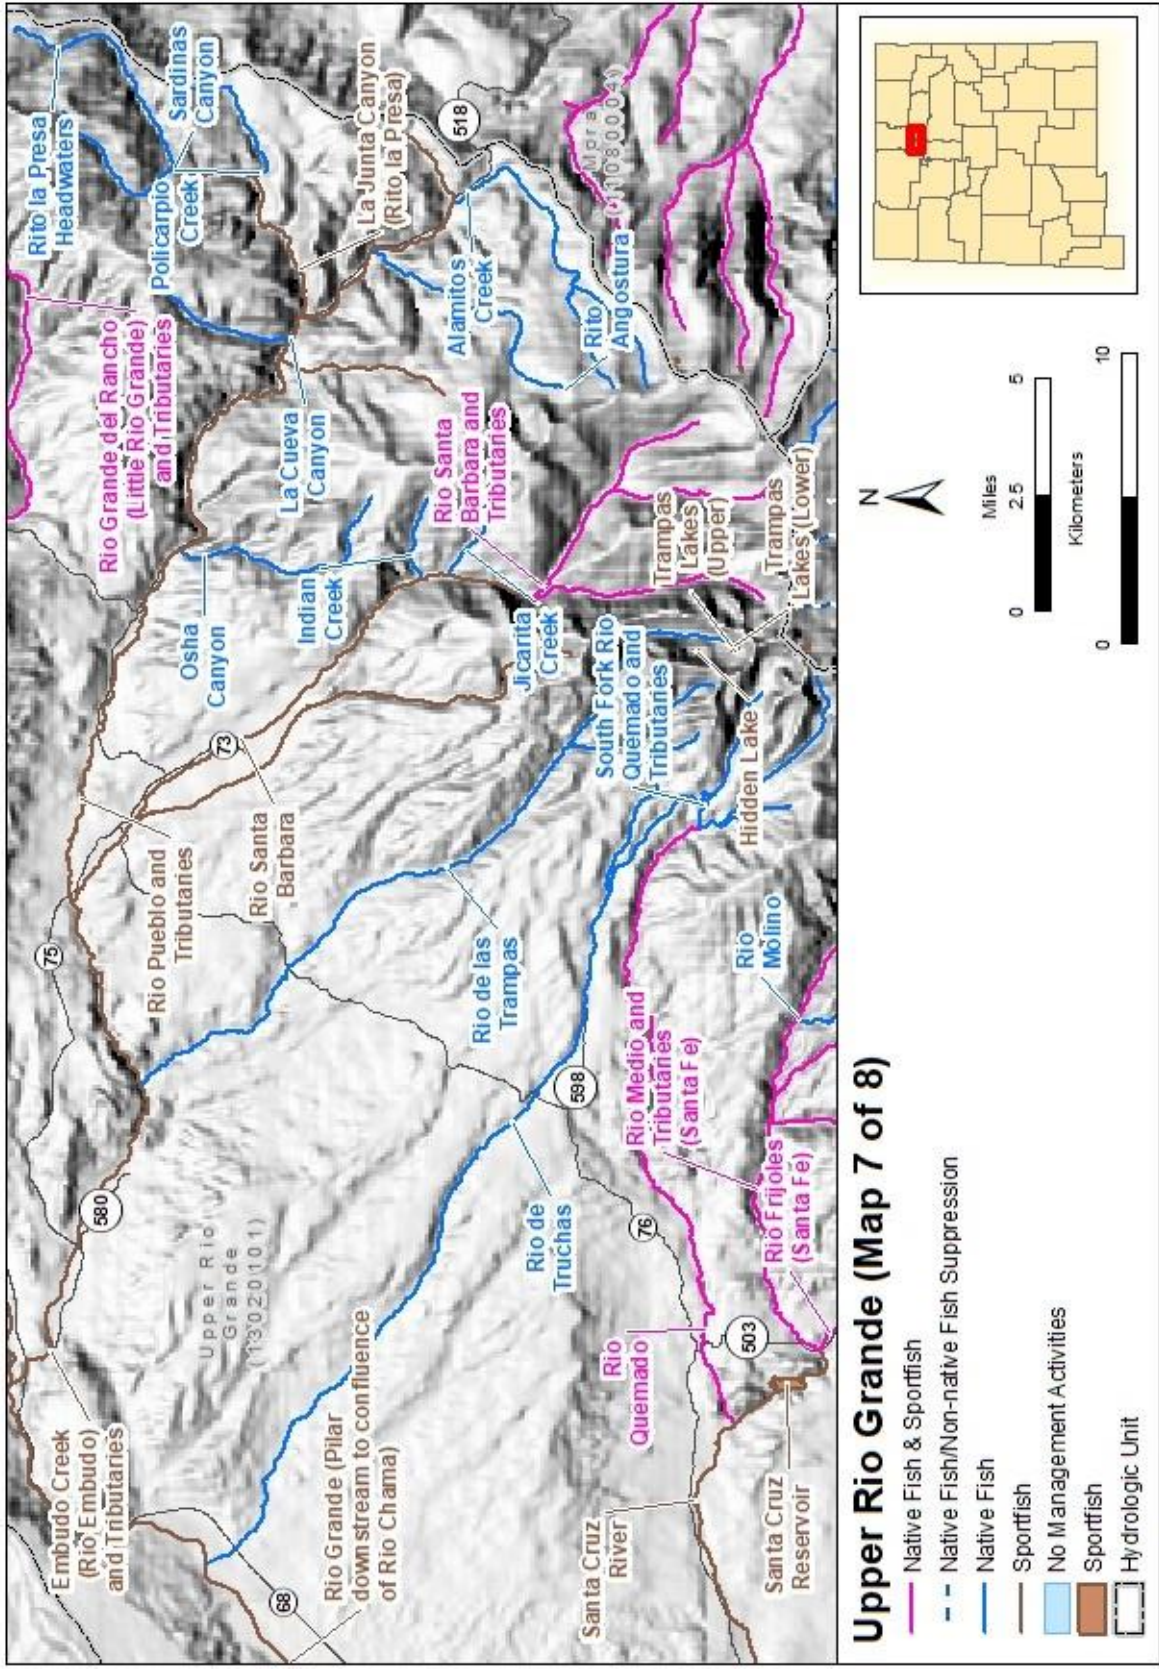 Rito la Presa
Headwaters
Sardinas
Canyon
Policarpio
Creek
La Junta Canyon
(Rito la Presa)
518
Mora
(11080004)
Rio Grande del Rancho
(Little Rio Grande)
and Tributaries
La Cueva
Canyon
Alamitos
Creek
Rito
Angostura
Rio Santa
Barbara and
Tributaries
Osha
Canyon
Indian
Creek
Jicarita
Creek
Trampas
Lakes
(Upper)
Trampas
Lakes (Lower)
South Fork Rio
Quemado and
Tributaries
Hidden Lake
73
75
Rio Pueblo and
Tributaries
Rio Santa
Barbara
Rio de las
Trampas
Rio
Molino
580
598
Rio Medio and
Tributaries
(Santa Fe)
Rio Frijoles
(Santa Fe)
Upper Rio
Grande
(13020101)
Rio de
Truchas
76
503
Rio
Quemado
Embudo Creek
(Rio Embudo)
and Tributaries
Rio Grande (Pilar
down stream to confluence
of Rio Chama)
68
Santa Cruz
River
Santa Cruz
Reservoir
Upper Rio Grande (Map 7 of 8)
Native Fish & Sportfish
Native Fish/Non-native Fish Suppression
Native Fish
Sportfish
No Management Activities
Sportfish
Hydrologic Unit
N
Miles
0 2.5 5
Kilometers
0 10